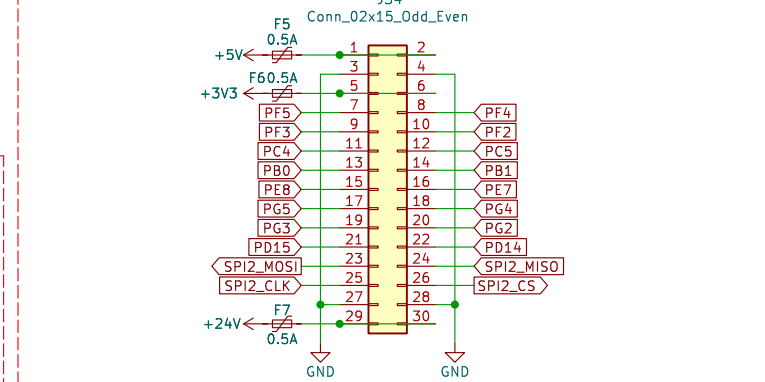 J34
Conn_02x15_Odd_Even
F5
0.5A
+5V
1 2
3 4
F6 0.5A
+3V3
5 6
PF5 7 8 PF4
PF3 9 10 PF2
PC4 11 12 PC5
PB0 13 14 PB1
PE8 15 16 PE7
PG5 17 18 PG4
PG3 19 20 PG2
PD15 21 22 PD14
SPI2_MOSI 23 24 SPI2_MISO
SPI2_CLK 25 26 SPI2_CS
27 28
F7
+24V
0.5A
29 30
GND GND